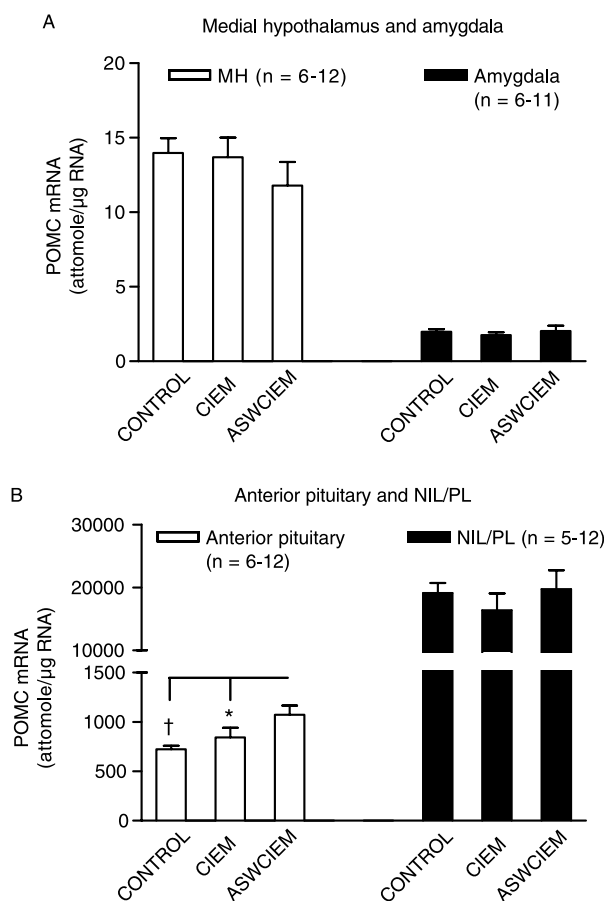 A
Medial hypothalamus and amygdala
20
15
10
5
0
POMC mRNA
(attomole/µg RNA)
MH (n = 6-12)
Amygdala
(n = 6-11)
CONTROL
CIEM
ASWCIEM
CONTROL
CIEM
ASWCIEM
B
Anterior pituitary and NIL/PL
30000
20000
10000
1500
1000
500
0
POMC mRNA
(attomole/µg RNA)
Anterior pituitary
(n = 6-12)
NIL/PL (n = 5-12)
†
*
CONTROL
CIEM
ASWCIEM
CONTROL
CIEM
ASWCIEM